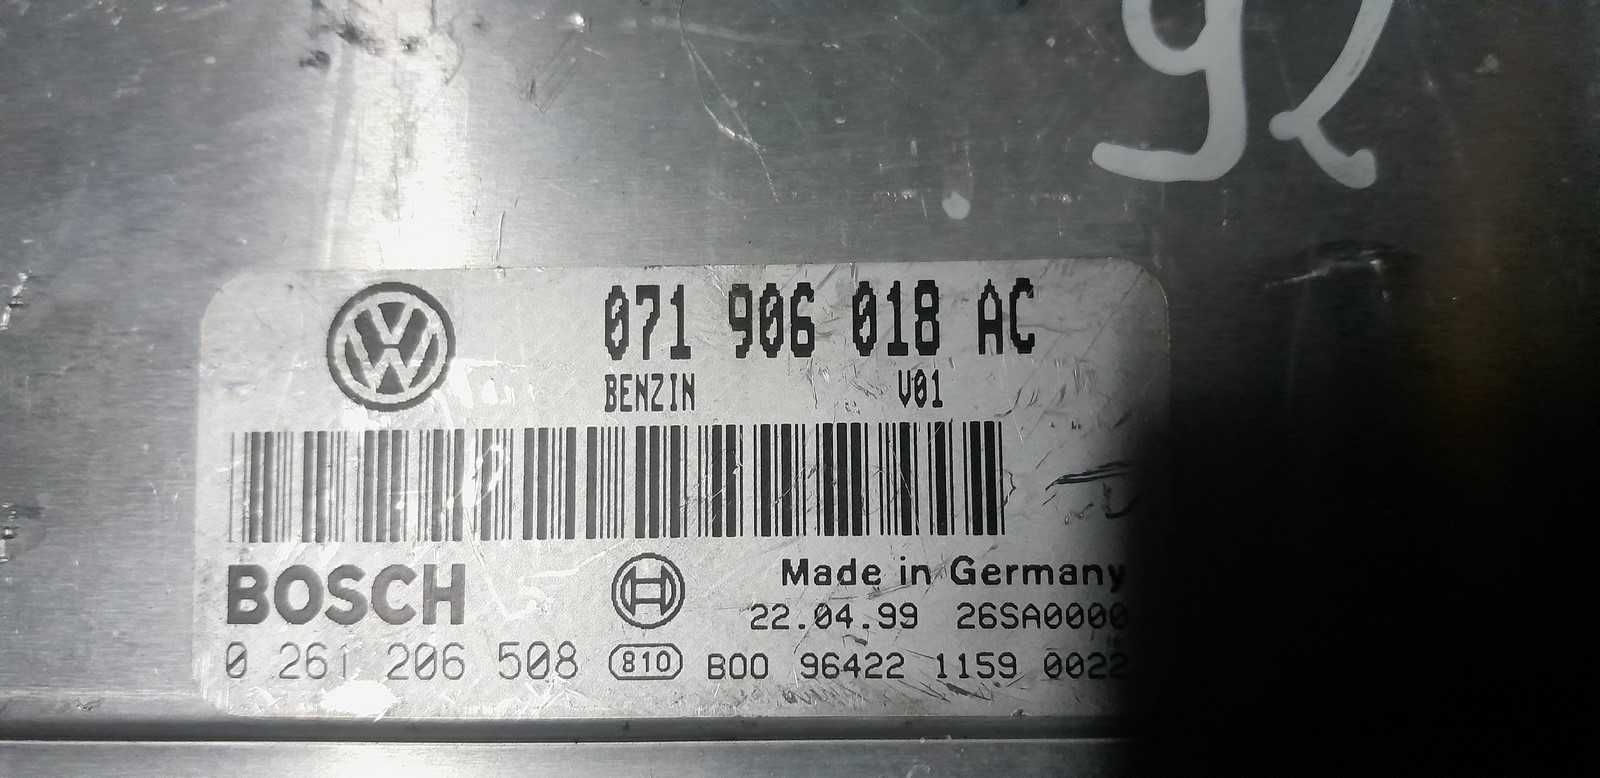 92
071 906 018 AC
BENZIN V01
BOSCH
Made in Germany
22.04.99 26SA0000
0 261 206 508 810 B00 96422 1159 0022